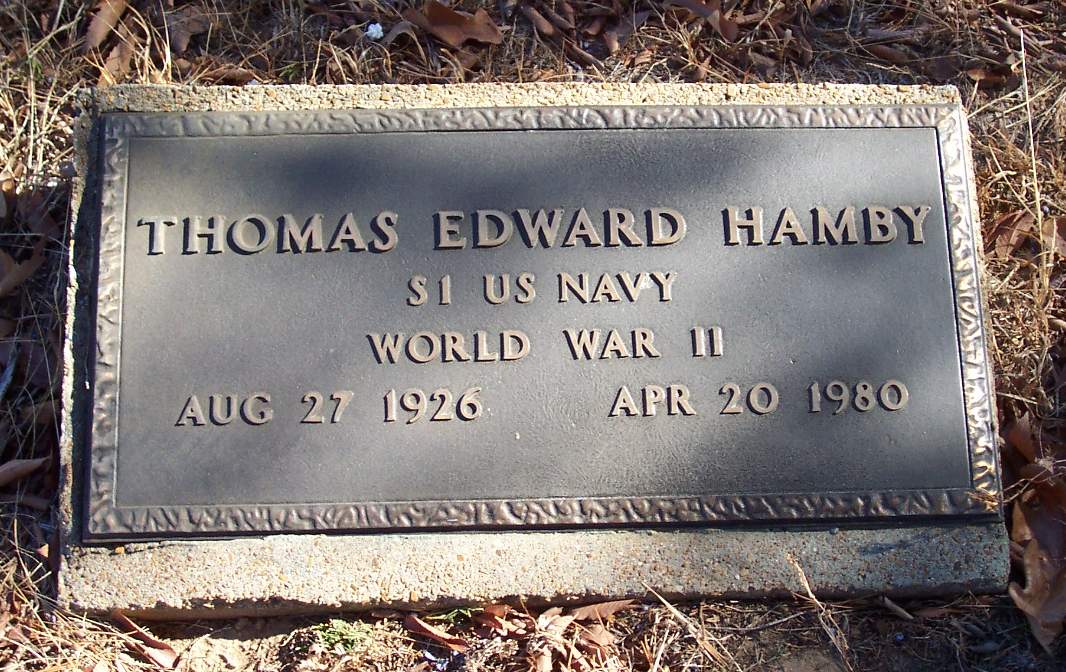 THOMAS EDWARD HAMBY
S1 US NAVY
WORLD WAR II
AUG 27 1926 APR 20 1980